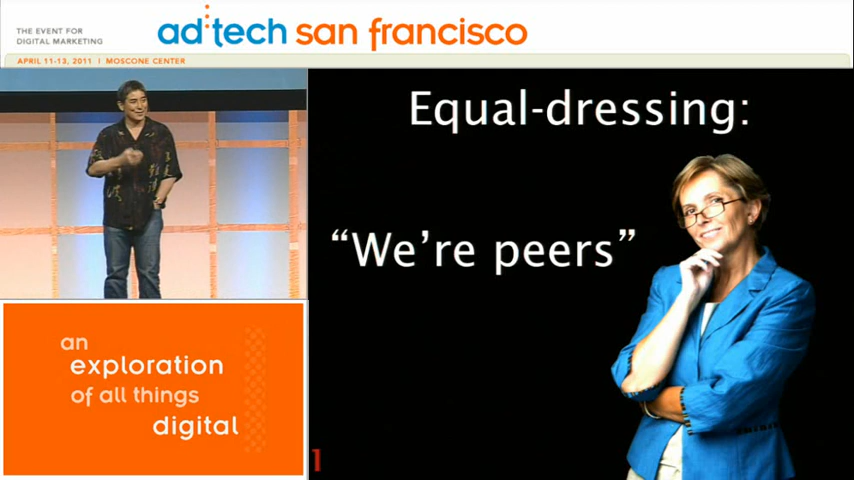 THE EVENT FOR
DIGITAL MARKETING
ad:tech san francisco
APRIL 11-13, 2011 | MOSCONE CENTER
Equal-dressing:
“We’re peers”
an
exploration
of all things
digital
1